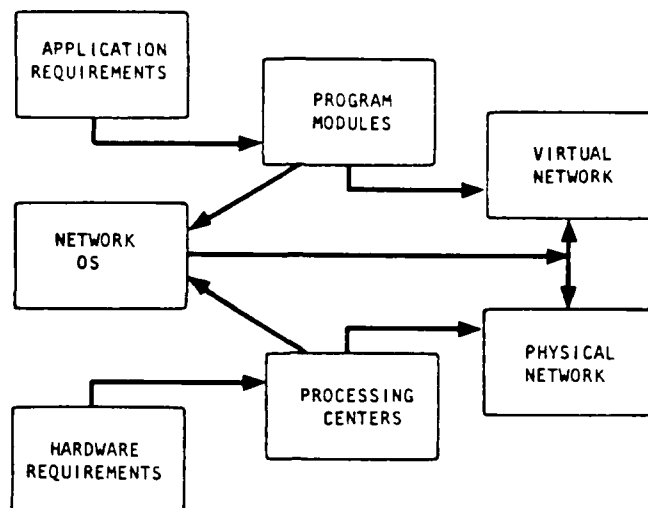 APPLICATION
REQUIREMENTS
PROGRAM
MODULES
VIRTUAL
NETWORK
NETWORK
OS
PHYSICAL
NETWORK
PROCESSING
CENTERS
HARDWARE
REQUIREMENTS